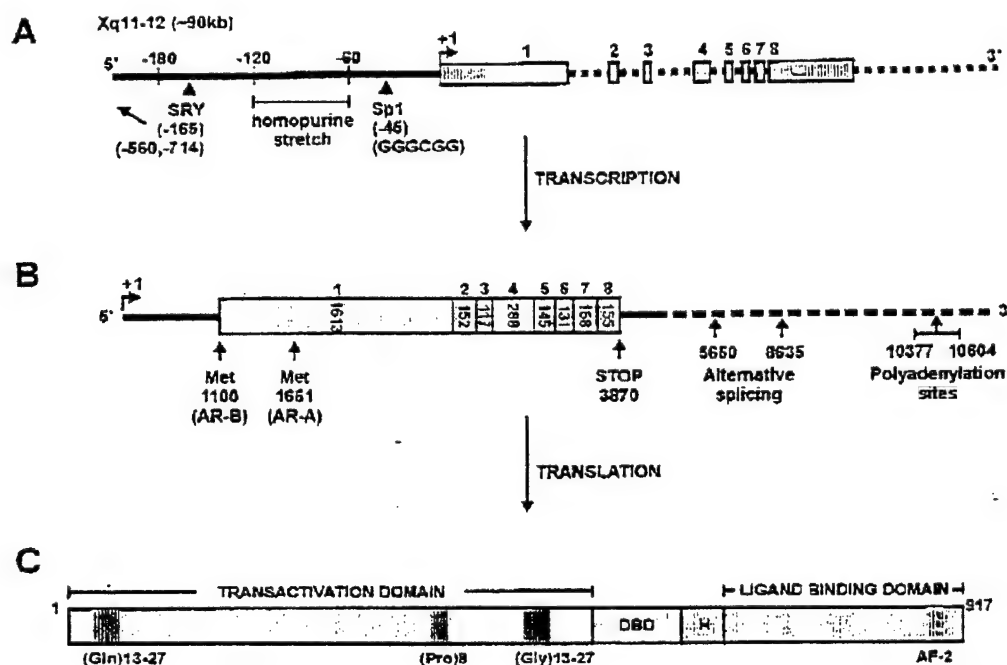 A
Xq11-12 (~90kb)
5' -180 -120 -60 +1 1 2 3 4 5 6 7 8 3'
SRY
(-165)
(-560,-714)
homopurine
stretch
Sp1
(-46)
(GGGCGG)
TRANSCRIPTION
B
+1 1 2 3 4 5 6 7 8
5' 1613 152 117 288 145 131 158 155 3'
Met
1100
(AR-B)
Met
1661
(AR-A)
STOP
3870
5650 8635
Alternative
splicing
10377 10604
Polyadenylation
sites
TRANSLATION
C
TRANSACTIVATION DOMAIN LIGAND BINDING DOMAIN
1 DBD H 917
(Gln)13-27 (Pro)8 (Gly)13-27 AF-2